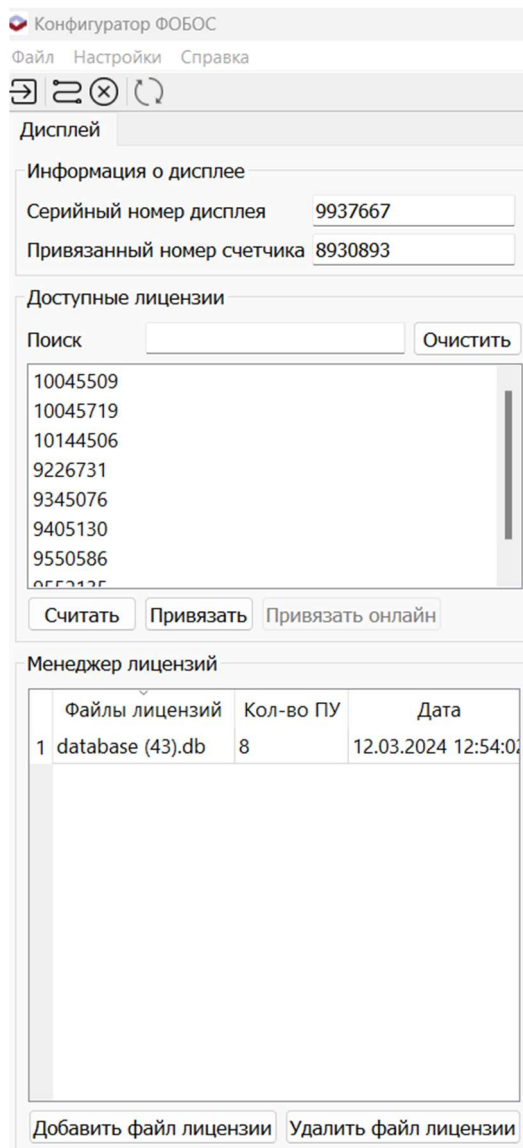 Конфигуратор ФОБОС
Файл Настройки Справка
Дисплей
Информация о дисплее
Серийный номер дисплея 9937667
Привязанный номер счетчика 8930893
Доступные лицензии
Поиск Очистить
10045509
10045719
10144506
9226731
9345076
9405130
9550586
Считать Привязать Привязать онлайн
Менеджер лицензий
Файлы лицензий Кол-во ПУ Дата
1 database (43).db 8 12.03.2024 12:54:02
Добавить файл лицензии Удалить файл лицензии